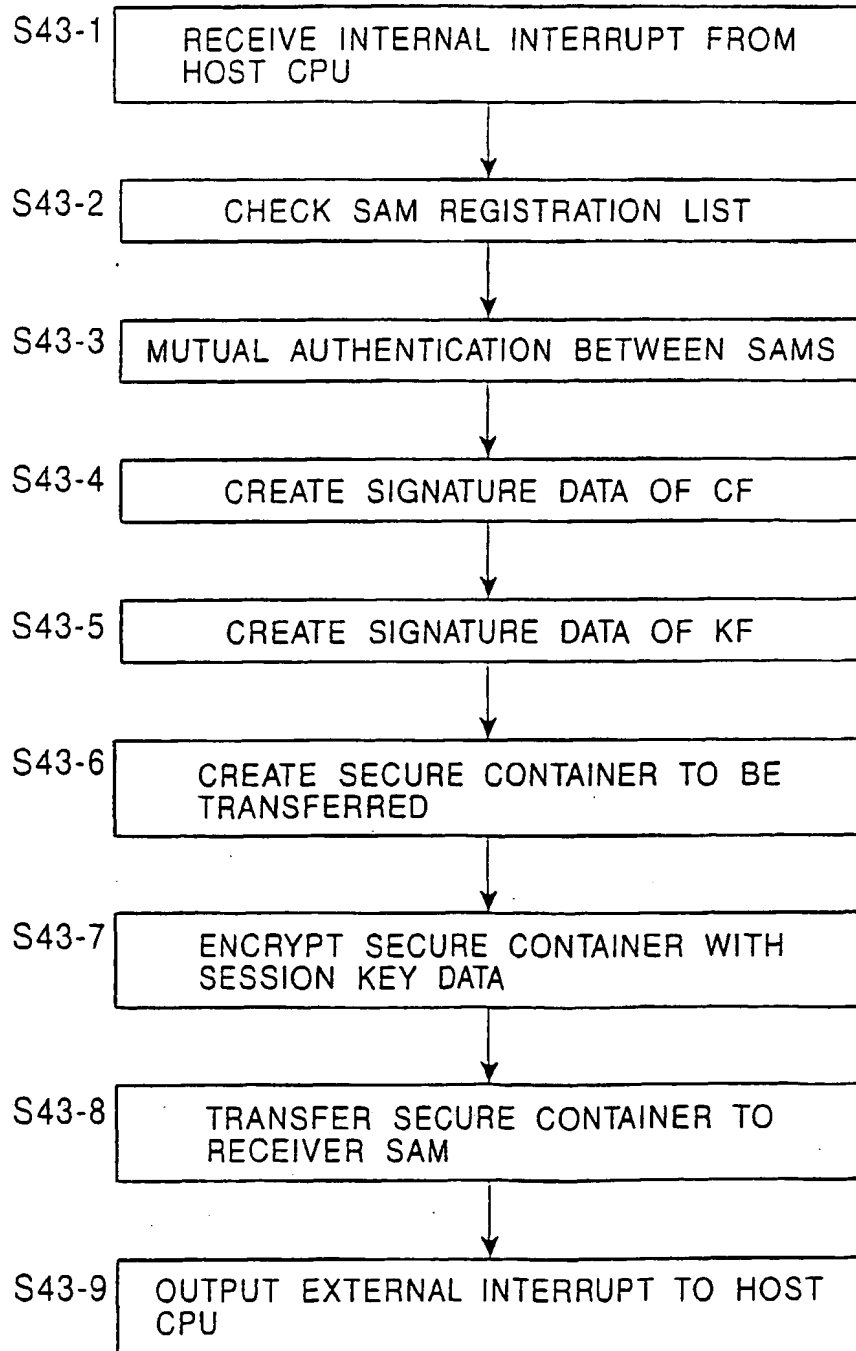 S43-1
RECEIVE INTERNAL INTERRUPT FROM
HOST CPU
S43-2
CHECK SAM REGISTRATION LIST
S43-3
MUTUAL AUTHENTICATION BETWEEN SAMS
S43-4
CREATE SIGNATURE DATA OF CF
S43-5
CREATE SIGNATURE DATA OF KF
S43-6
CREATE SECURE CONTAINER TO BE
TRANSFERRED
S43-7
ENCRYPT SECURE CONTAINER WITH
SESSION KEY DATA
S43-8
TRANSFER SECURE CONTAINER TO
RECEIVER SAM
S43-9
OUTPUT EXTERNAL INTERRUPT TO HOST
CPU